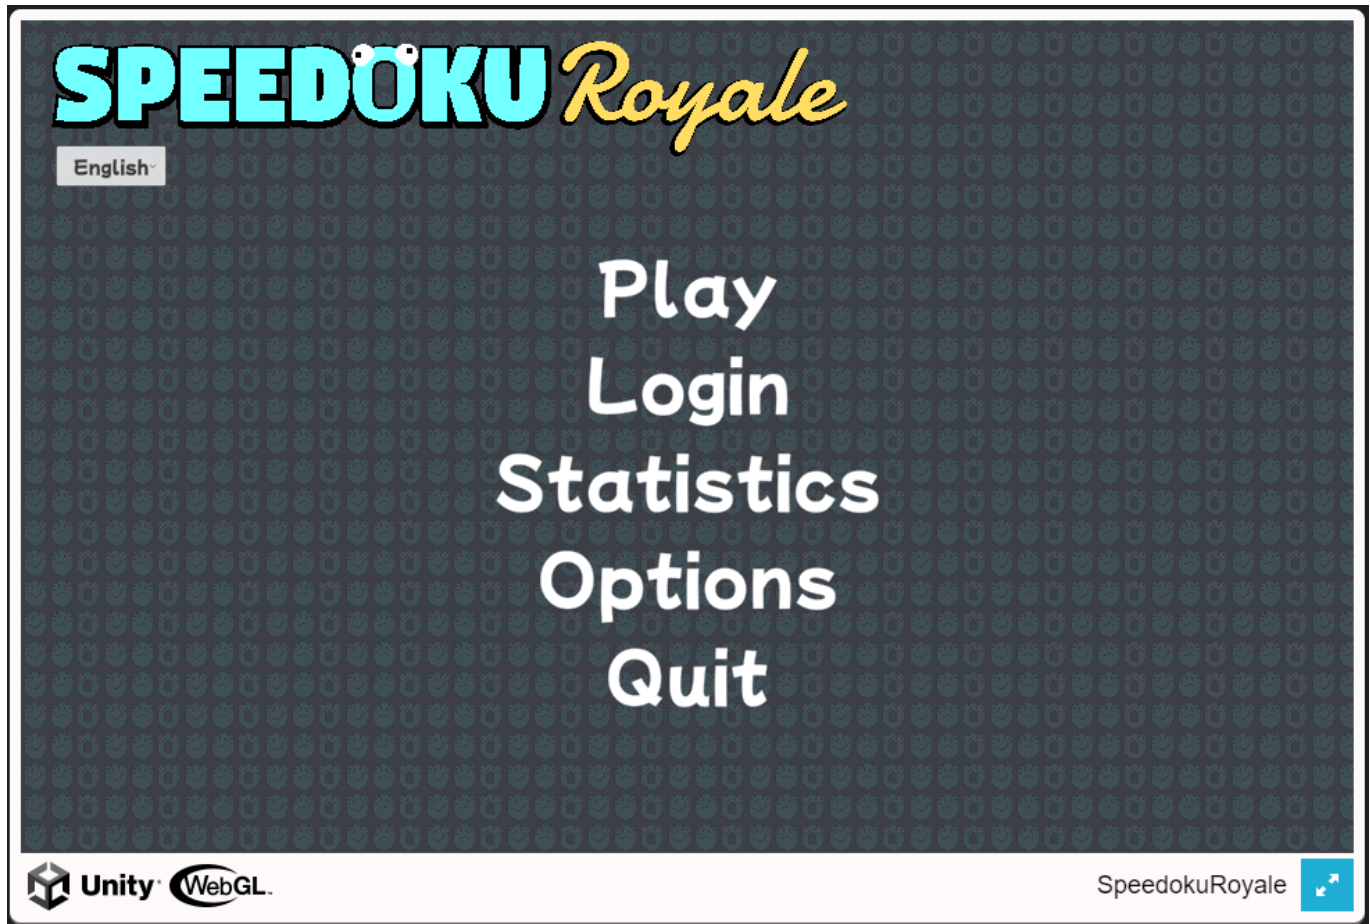 SPEEDOKU Royale
English
Play
Login
Statistics
Options
Quit
Unity WebGL SpeedokuRoyale